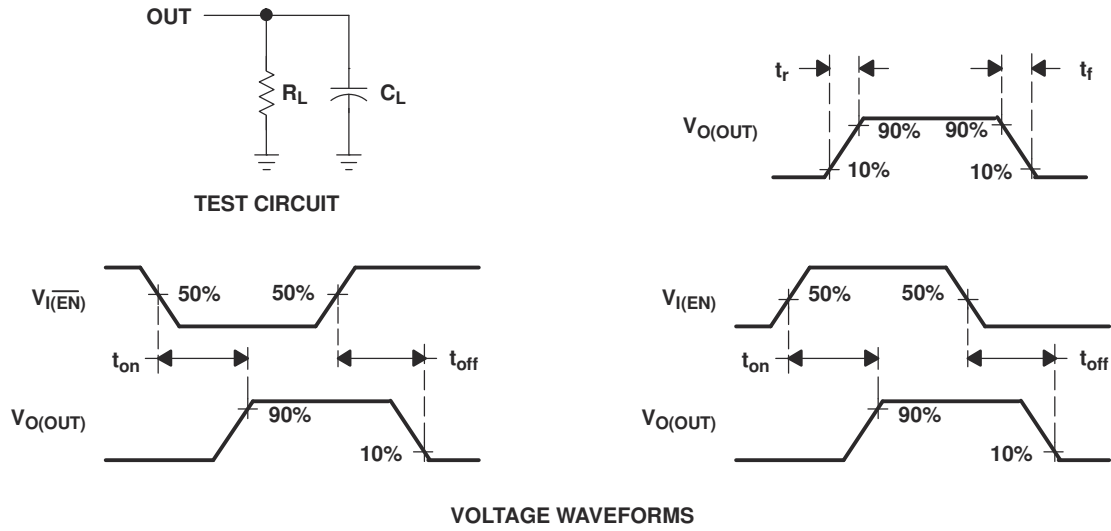 OUT
R_L
C_L
TEST CIRCUIT
t_r
t_f
V_O(OUT)
90%
90%
10%
10%
V_I(E̅N̅)
50%
50%
t_on
t_off
V_O(OUT)
90%
10%
V_I(EN)
50%
50%
t_on
t_off
V_O(OUT)
90%
10%
VOLTAGE WAVEFORMS